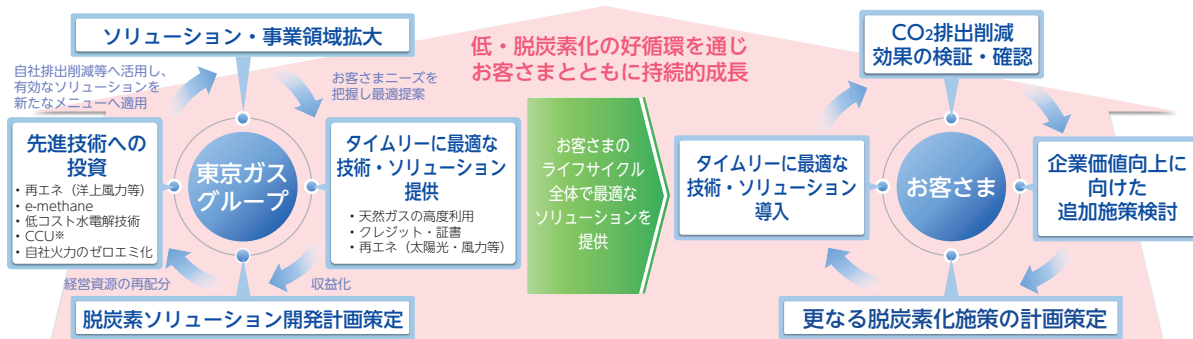 低・脱炭素化の好循環を通じ
お客さまとともに持続的成長
ソリューション・事業領域拡大
自社排出削減等へ活用し、
有効なソリューションを
新たなメニューへ適用
お客さまニーズを
把握し最適提案
先進技術への
投資
・再エネ（洋上風力等）
・e-methane
・低コスト水電解技術
・CCU※
・自社火力のゼロエミ化
東京ガス
グループ
タイムリーに最適な
技術・ソリューション
提供
・天然ガスの高度利用
・クレジット・証書
・再エネ（太陽光・風力等）
経営資源の再配分
収益化
脱炭素ソリューション開発計画策定
お客さまの
ライフサイクル
全体で最適な
ソリューションを
提供
CO2排出削減
効果の検証・確認
タイムリーに最適な
技術・ソリューション
導入
お客さま
企業価値向上に
向けた
追加施策検討
更なる脱炭素化施策の計画策定